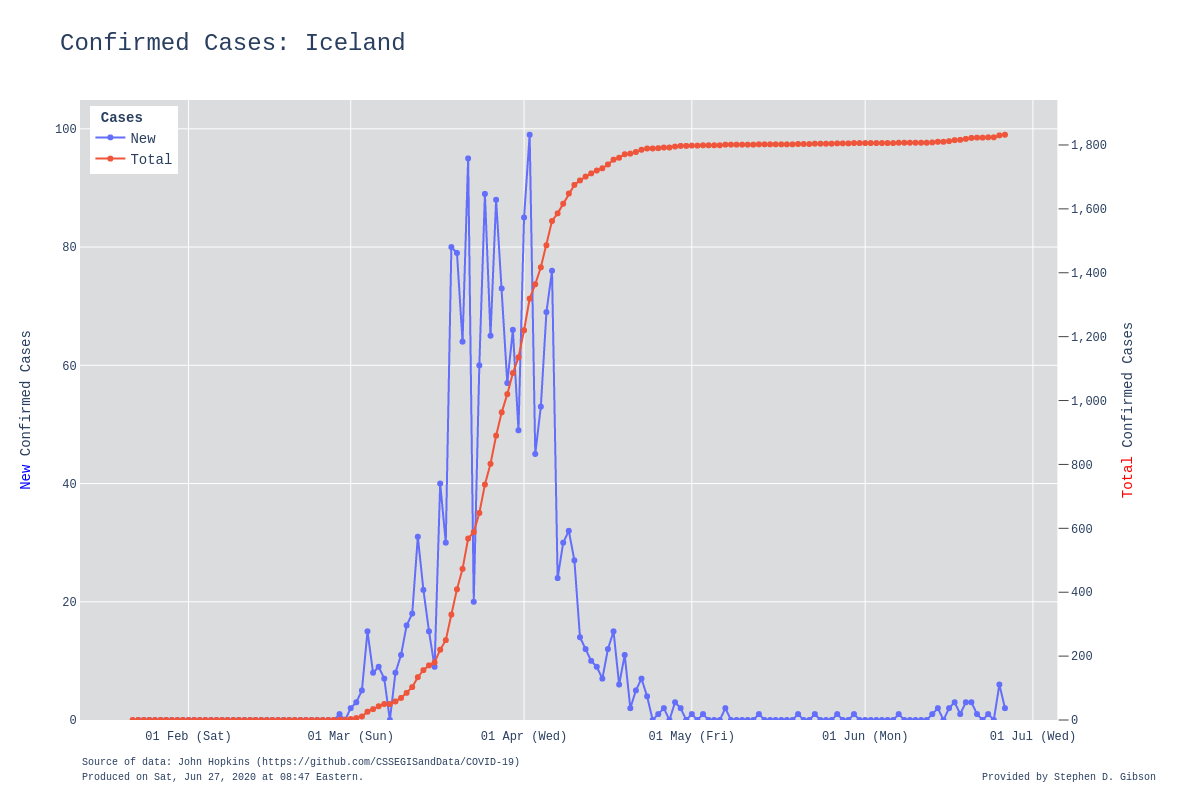 Confirmed Cases: Iceland
Cases
New
Total
100
80
60
40
20
0
1,800
1,600
1,400
1,200
1,000
800
600
400
200
0
New Confirmed Cases
Total Confirmed Cases
01 Feb (Sat) 01 Mar (Sun) 01 Apr (Wed) 01 May (Fri) 01 Jun (Mon) 01 Jul (Wed)
Source of data: John Hopkins (https://github.com/CSSEGISandData/COVID-19)
Produced on Sat, Jun 27, 2020 at 08:47 Eastern.
Provided by Stephen D. Gibson